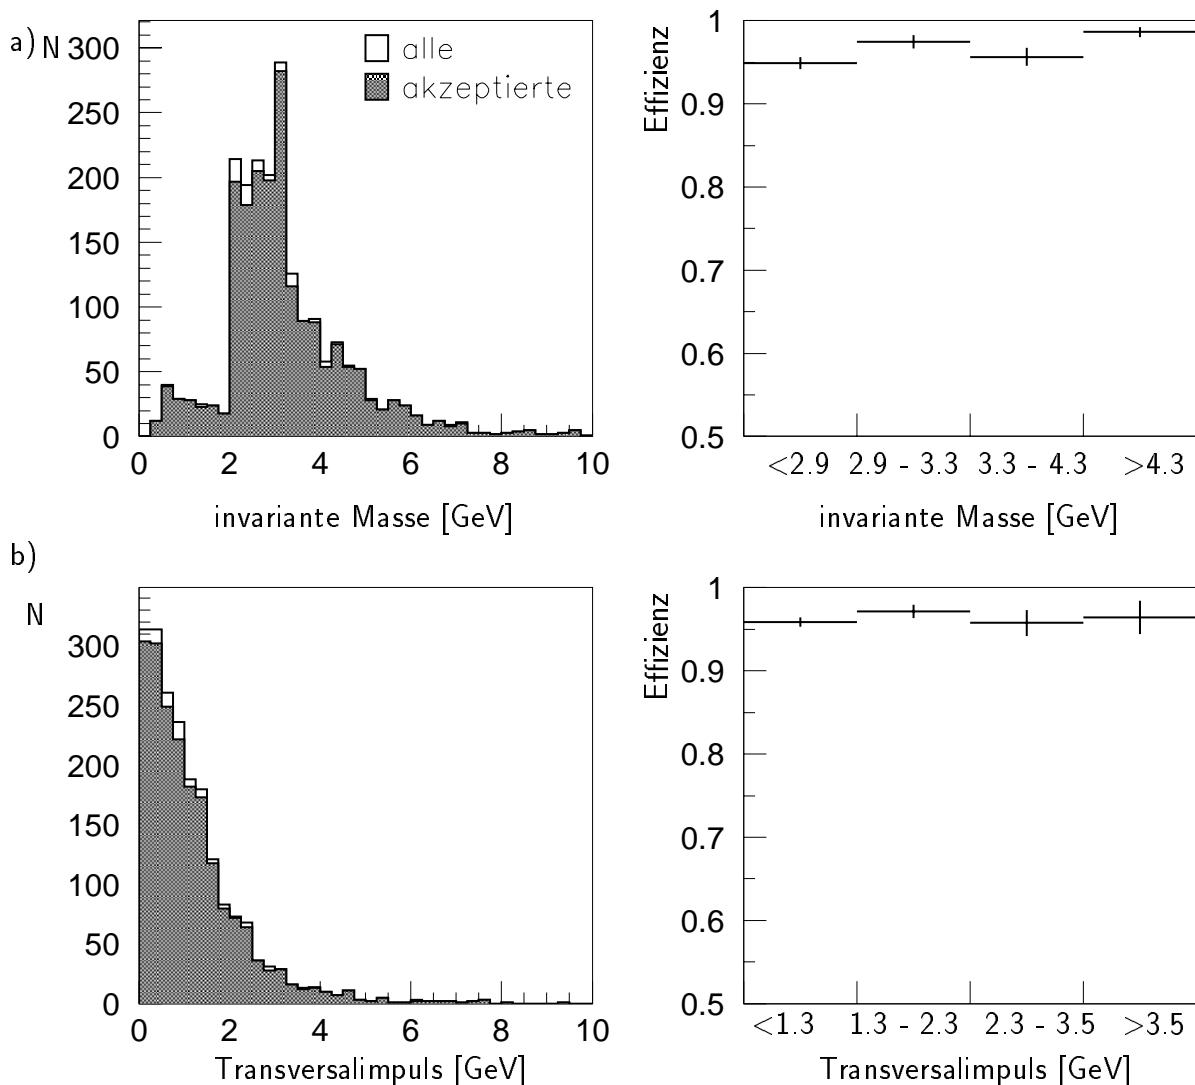 a) N
300
250
200
150
100
50
0
alle
akzeptierte
0 2 4 6 8 10
invariante Masse [GeV]
Effizienz
1
0.9
0.8
0.7
0.6
0.5
<2.9 2.9 - 3.3 3.3 - 4.3 >4.3
invariante Masse [GeV]
b)
N
300
250
200
150
100
50
0
0 2 4 6 8 10
Transversalimpuls [GeV]
Effizienz
1
0.9
0.8
0.7
0.6
0.5
<1.3 1.3 - 2.3 2.3 - 3.5 >3.5
Transversalimpuls [GeV]